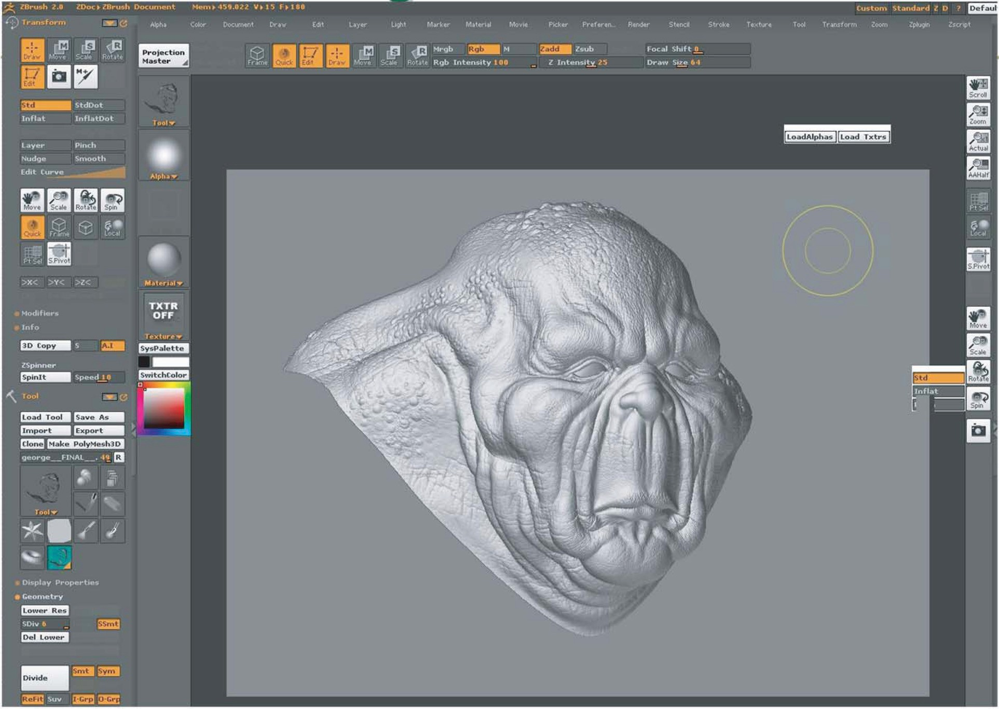 ZBrush 2.0 ZDoc▸ZBrush Document Mem▸459.022 V▸15 F▸180 Custom Standard Z D ? Defaul
Transform
Alpha Color Document Draw Edit Layer Light Marker Material Movie Picker Preferen... Render Stencil Stroke Texture Tool Transform Zoom Zplugin Zscript
Draw Move Scale Rotate
M S R
Edit M+
Std StdDot
Inflat InflatDot
Layer Pinch
Nudge Smooth
Edit Curve
Move Scale Rotate Spin
Quick Frame Local
Pt Sel S.Pivot
>X< >Y< >Z<
Modifiers
Info
3D Copy S A.I
ZSpinner
SpinIt Speed 10
Tool
Load Tool Save As
Import Export
Clone Make PolyMesh3D
george__FINAL__. 49 R
Tool
Display Properties
Geometry
Lower Res
SDiv 6 SSmt
Del Lower
Divide Smt Sym
ReFit Suv I-Grp O-Grp
Projection
Master
Frame Quick Edit Draw Move Scale Rotate
M S R
Mrgb Rgb M Zadd Zsub Focal Shift 0
Rgb Intensity 100 Z Intensity 25 Draw Size 64
Tool
Alpha
Material
TXTR
OFF
Texture
SysPalette
SwitchColor
LoadAlphas Load Txtrs
Scroll
Zoom
Actual
AAHalf
Pt Sel
Local
S.Pivot
Move
Scale
Rotate
Spin
Std
Inflat